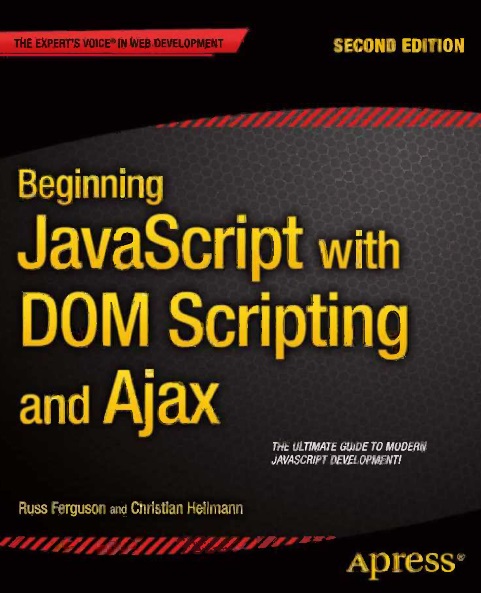 THE EXPERT'S VOICE® IN WEB DEVELOPMENT
SECOND EDITION
Beginning
JavaScript with
DOM Scripting
and Ajax
THE ULTIMATE GUIDE TO MODERN
JAVASCRIPT DEVELOPMENT!
Russ Ferguson and Christian Heilmann
Apress®